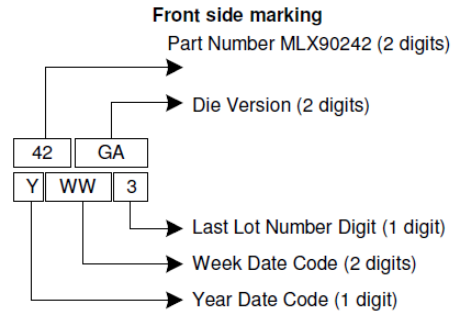 Front side marking
Part Number MLX90242 (2 digits)
Die Version (2 digits)
42 GA
Y WW 3
Last Lot Number Digit (1 digit)
Week Date Code (2 digits)
Year Date Code (1 digit)